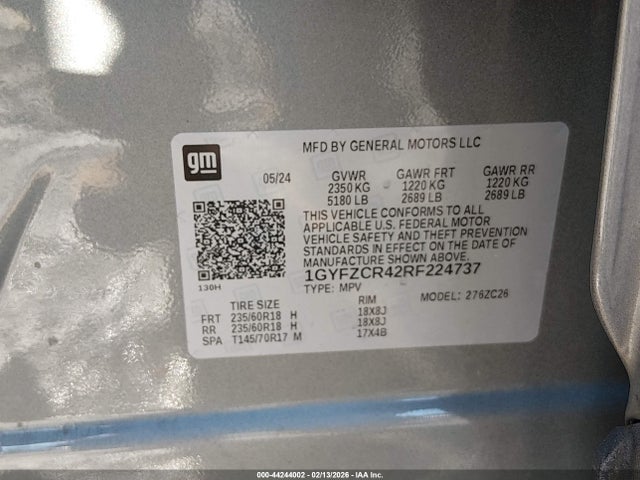 gm
MFD BY GENERAL MOTORS LLC
05/24 GVWR GAWR FRT GAWR RR
2350 KG 1220 KG 1220 KG
5180 LB 2689 LB 2689 LB
THIS VEHICLE CONFORMS TO ALL
APPLICABLE U.S. FEDERAL MOTOR
VEHICLE SAFETY AND THEFT PREVENTION
STANDARDS IN EFFECT ON THE DATE OF
MANUFACTURE SHOWN ABOVE.
1GYFZCR42RF224737
130H
TYPE: MPV MODEL: 276ZC26
TIRE SIZE RIM
FRT 235/60R18 H 18X8J
RR 235/60R18 H 18X8J
SPA T145/70R17 M 17X4B
000-44244002 - 02/13/2026 - IAA Inc.